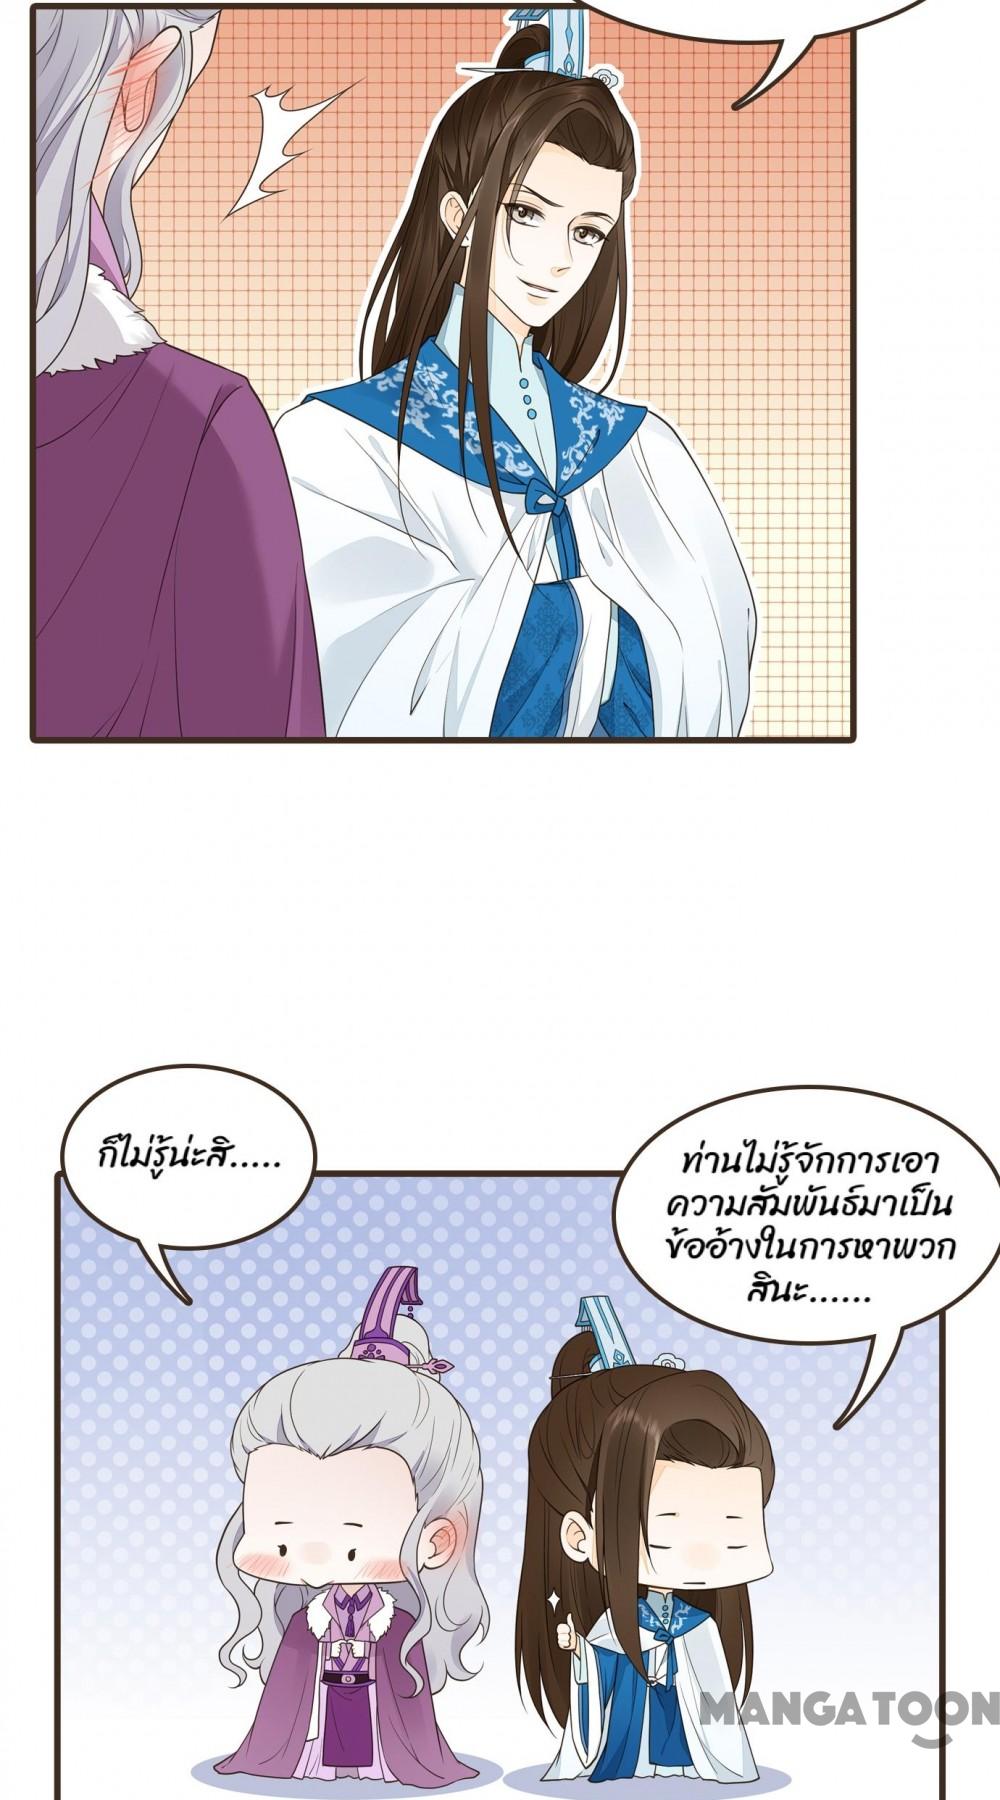 ก็ไม่รู้น่ะสิ.....
ท่านไม่รู้จักการเอา
ความสัมพันธ์มาเป็น
ข้ออ้างในการหาพวก
สินะ......
MANGATOON